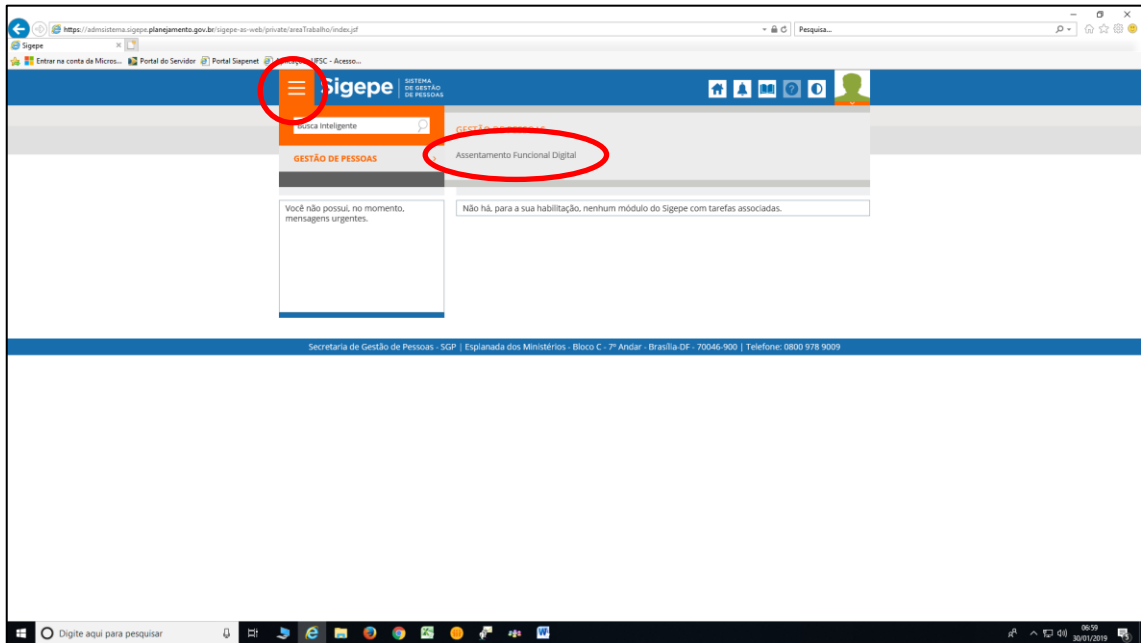 https://admsistema.sigepe.planejamento.gov.br/sigepe-as-web/private/areaTrabalho/index.jsf
Pesquisa...
Sigepe
Entrar na conta da Micros... Portal do Servidor Portal Siapenet UFSC - Acesso...
Sigepe
SISTEMA
DE GESTÃO
DE PESSOAS
Busca Inteligente
GESTÃO DE PESSOAS
GESTÃO DE PESSOAS
Assentamento Funcional Digital
Você não possui, no momento,
mensagens urgentes.
Não há, para a sua habilitação, nenhum módulo do Sigepe com tarefas associadas.
Secretaria de Gestão de Pessoas - SGP | Esplanada dos Ministérios - Bloco C - 7º Andar - Brasília-DF - 70046-900 | Telefone: 0800 978 9009
Digite aqui para pesquisar
06:59
30/01/2019